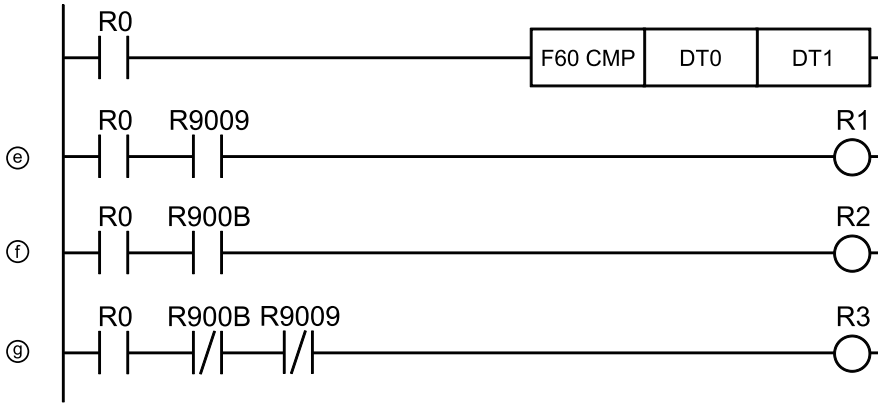 R0
F60 CMP DT0 DT1
R0 R9009 R1
ⓔ
R0 R900B R2
ⓕ
R0 R900B R9009 R3
ⓖ